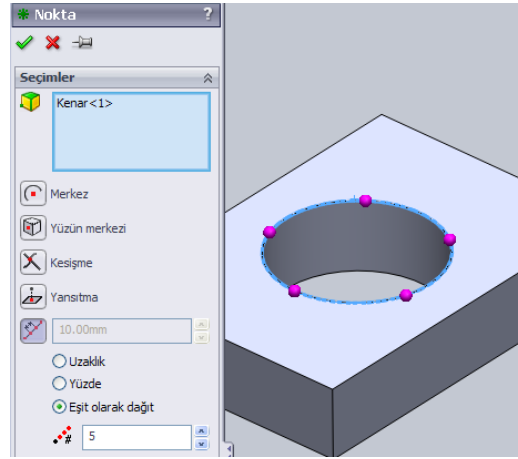 Nokta ?
Seçimler
Kenar<1>
Merkez
Yüzün merkezi
Kesişme
Yansıtma
10.00mm
Uzaklık
Yüzde
Eşit olarak dağıt
# 5